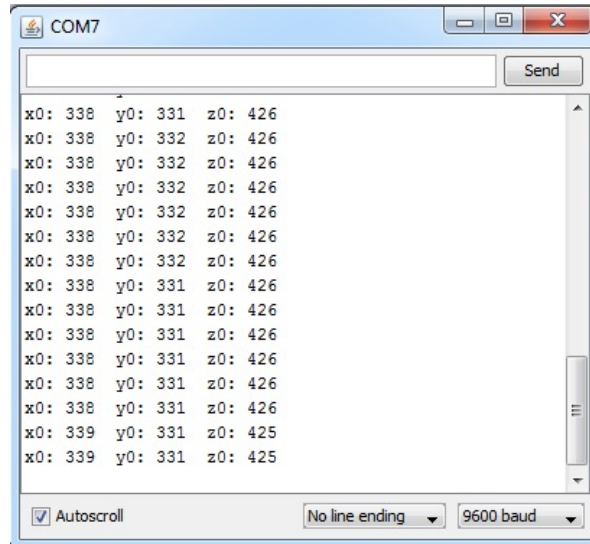 COM7
Send
x0: 338 y0: 331 z0: 426
x0: 338 y0: 332 z0: 426
x0: 338 y0: 332 z0: 426
x0: 338 y0: 332 z0: 426
x0: 338 y0: 332 z0: 426
x0: 338 y0: 332 z0: 426
x0: 338 y0: 332 z0: 426
x0: 338 y0: 331 z0: 426
x0: 338 y0: 331 z0: 426
x0: 338 y0: 331 z0: 426
x0: 338 y0: 331 z0: 426
x0: 338 y0: 331 z0: 426
x0: 338 y0: 331 z0: 426
x0: 339 y0: 331 z0: 425
x0: 339 y0: 331 z0: 425
Autoscroll No line ending 9600 baud